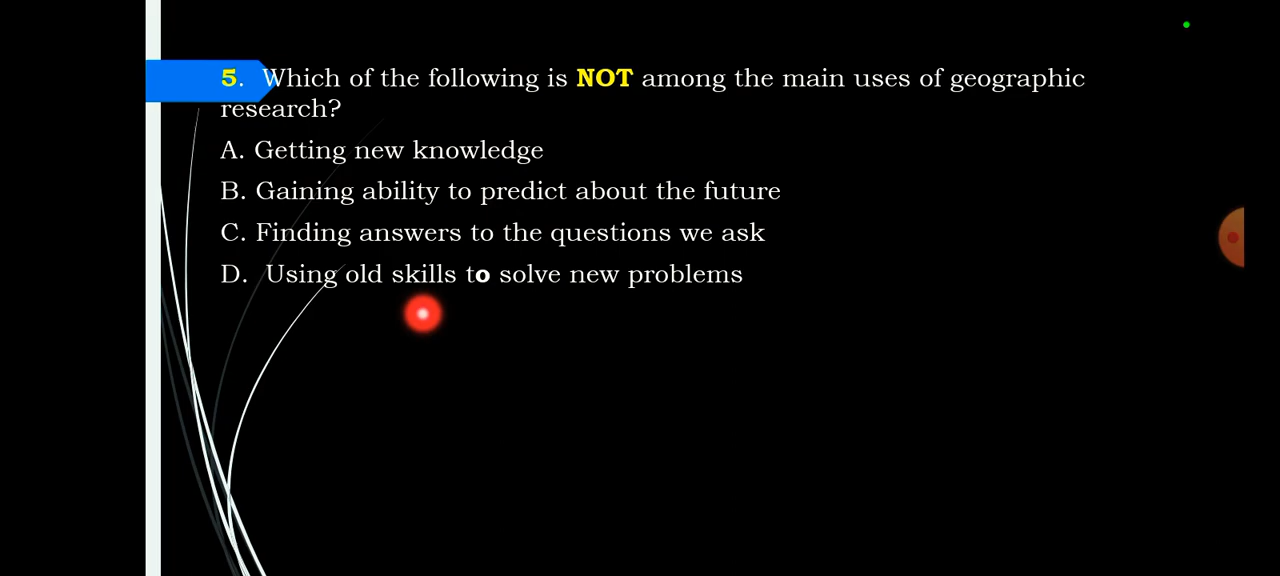 5. Which of the following is NOT among the main uses of geographic
research?
A. Getting new knowledge
B. Gaining ability to predict about the future
C. Finding answers to the questions we ask
D. Using old skills to solve new problems